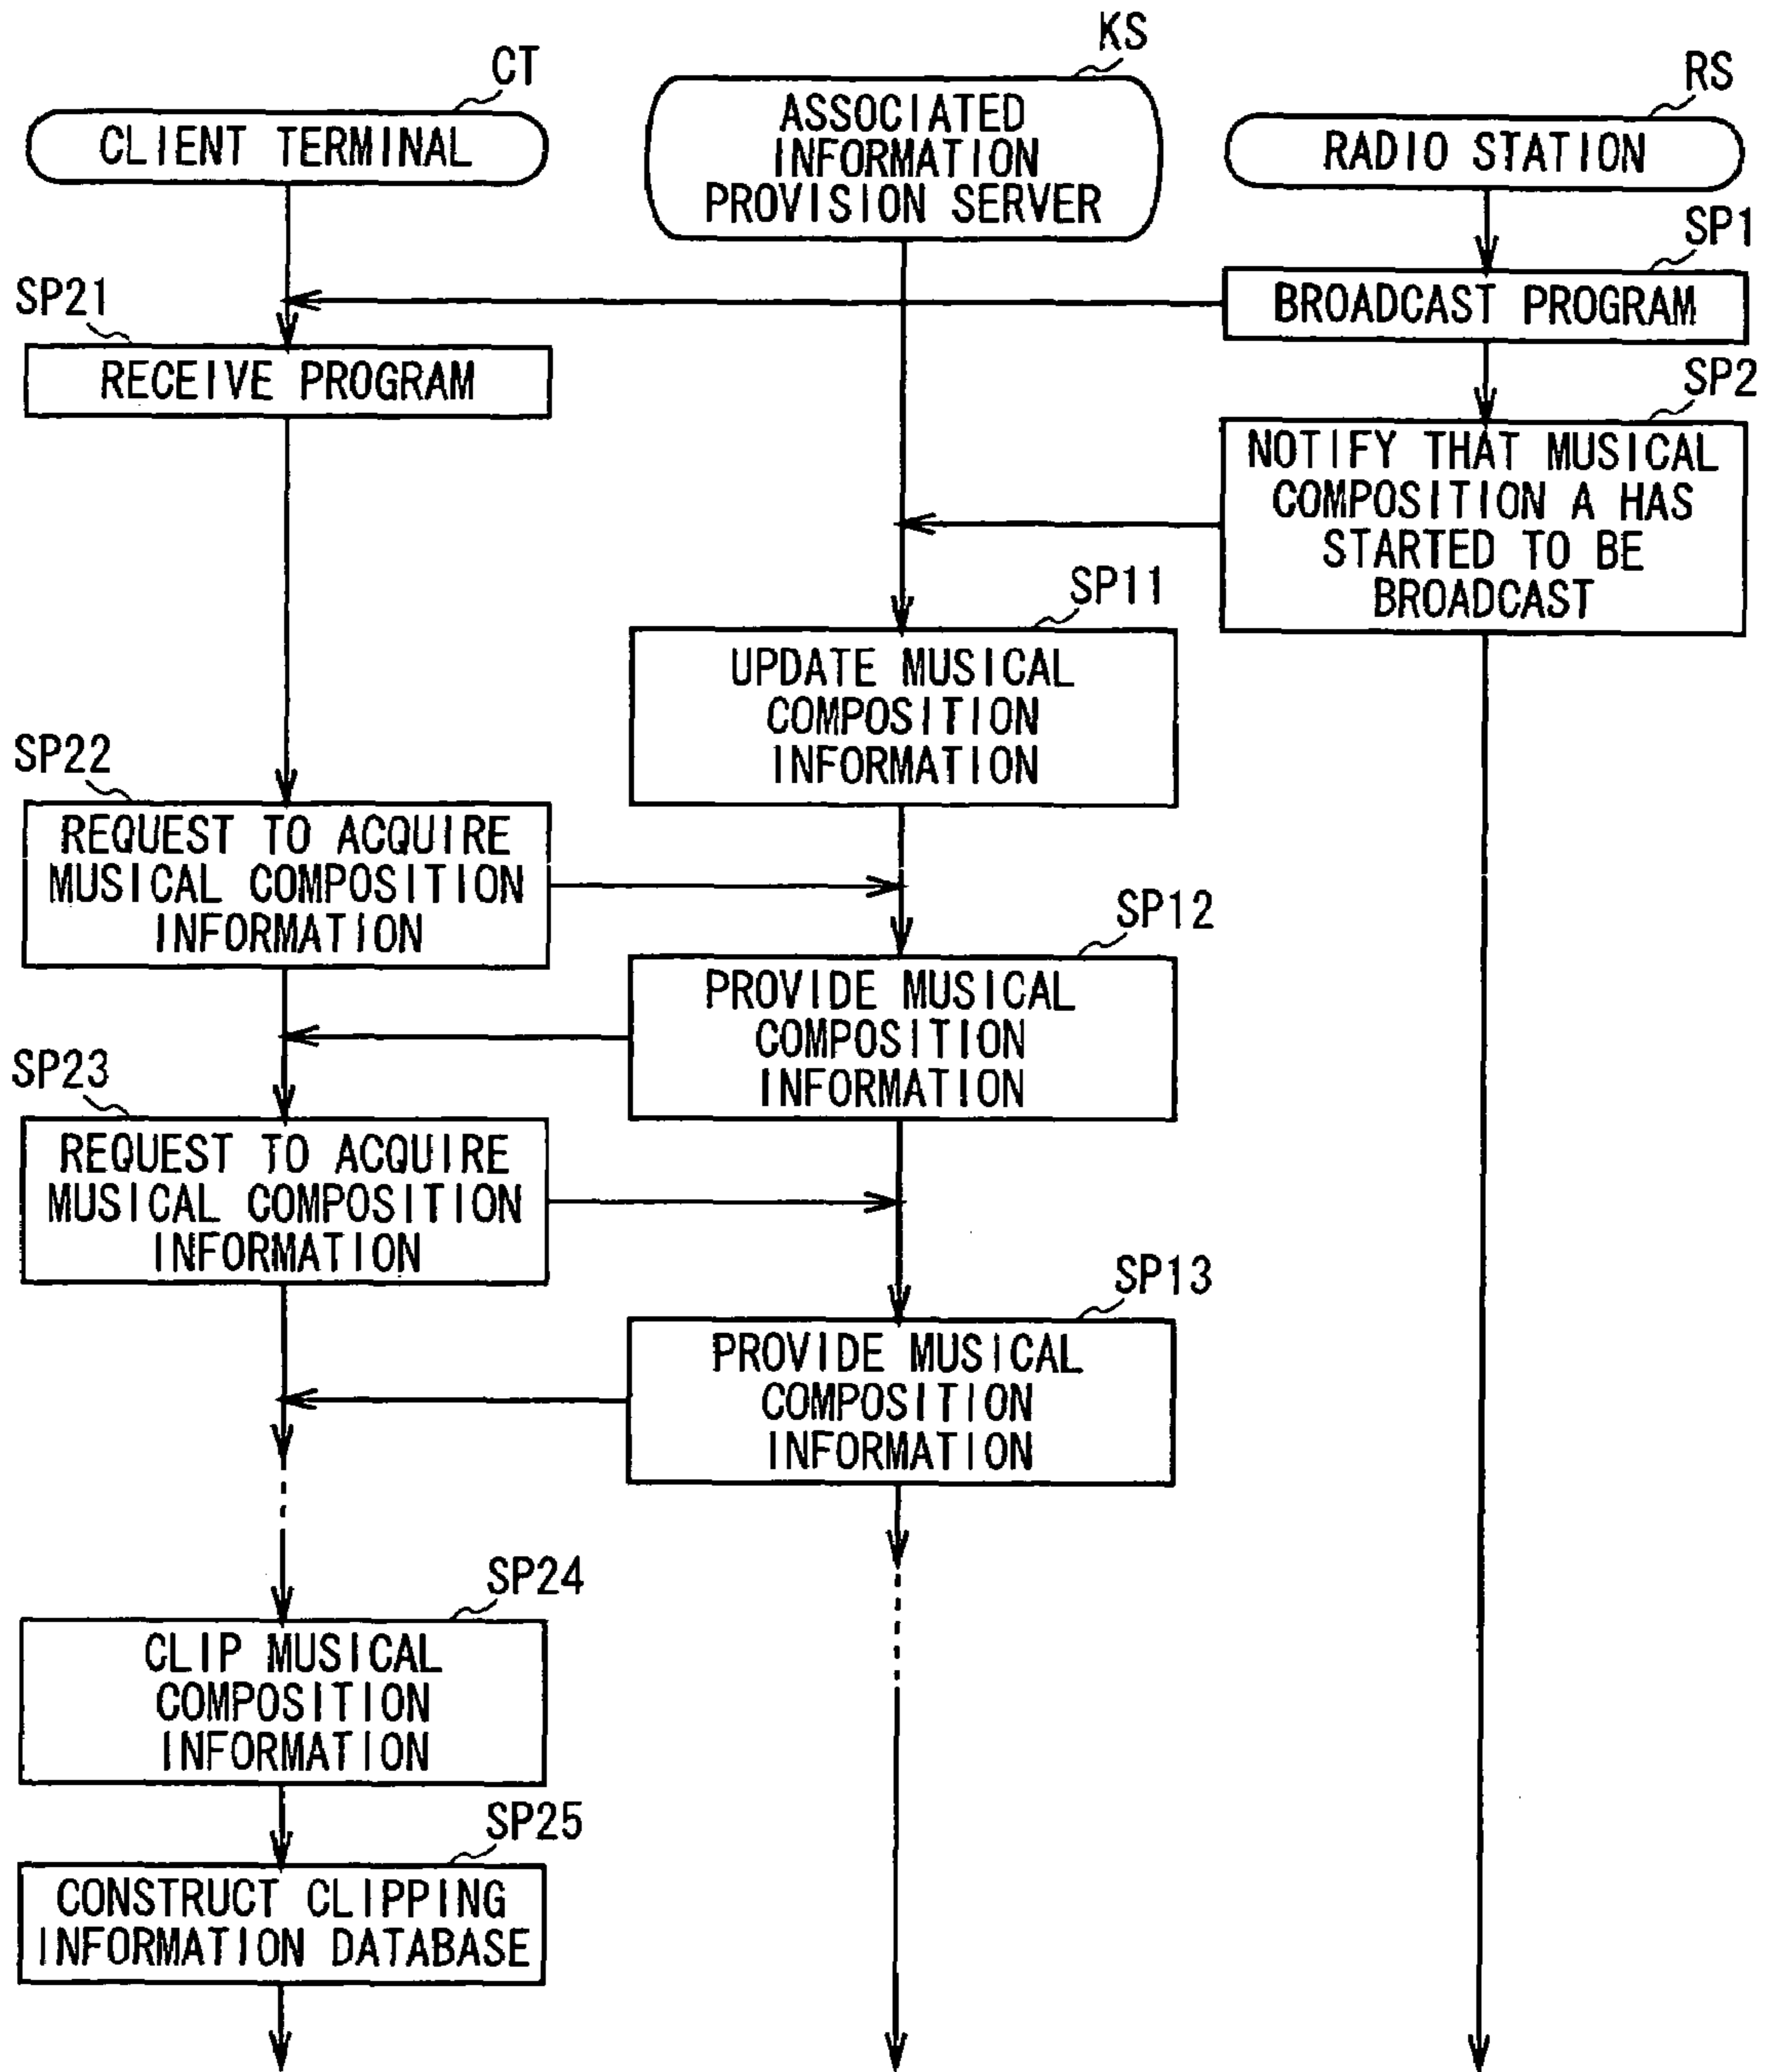 CT
CLIENT TERMINAL
KS
ASSOCIATED
INFORMATION
PROVISION SERVER
RS
RADIO STATION
SP1
BROADCAST PROGRAM
SP21
RECEIVE PROGRAM
SP2
NOTIFY THAT MUSICAL
COMPOSITION A HAS
STARTED TO BE
BROADCAST
SP11
UPDATE MUSICAL
COMPOSITION
INFORMATION
SP22
REQUEST TO ACQUIRE
MUSICAL COMPOSITION
INFORMATION
SP12
PROVIDE MUSICAL
COMPOSITION
INFORMATION
SP23
REQUEST TO ACQUIRE
MUSICAL COMPOSITION
INFORMATION
SP13
PROVIDE MUSICAL
COMPOSITION
INFORMATION
SP24
CLIP MUSICAL
COMPOSITION
INFORMATION
SP25
CONSTRUCT CLIPPING
INFORMATION DATABASE